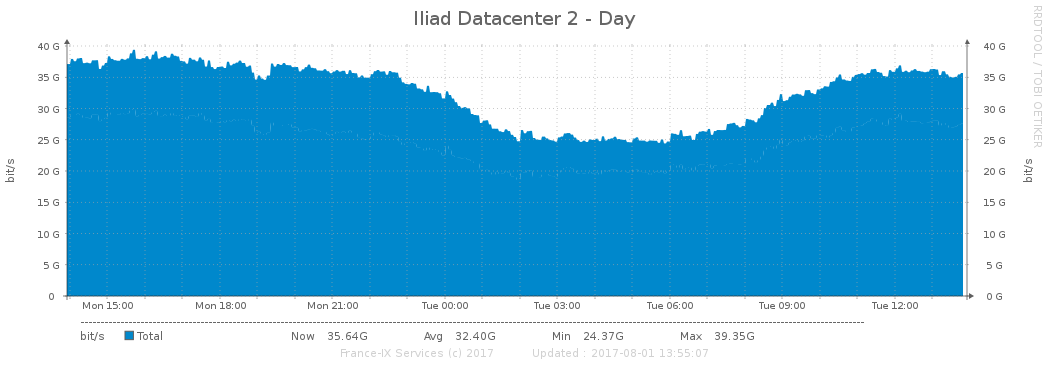 Iliad Datacenter 2 - Day
RRDTOOL / TOBI OETIKER
bit/s
40 G
35 G
30 G
25 G
20 G
15 G
10 G
5 G
0
40 G
35 G
30 G
25 G
20 G
15 G
10 G
5 G
0 G
bit/s
Mon 15:00 Mon 18:00 Mon 21:00 Tue 00:00 Tue 03:00 Tue 06:00 Tue 09:00 Tue 12:00
bit/s Total Now 35.64G Avg 32.40G Min 24.37G Max 39.35G
France-IX Services (c) 2017 Updated : 2017-08-01 13:55:07